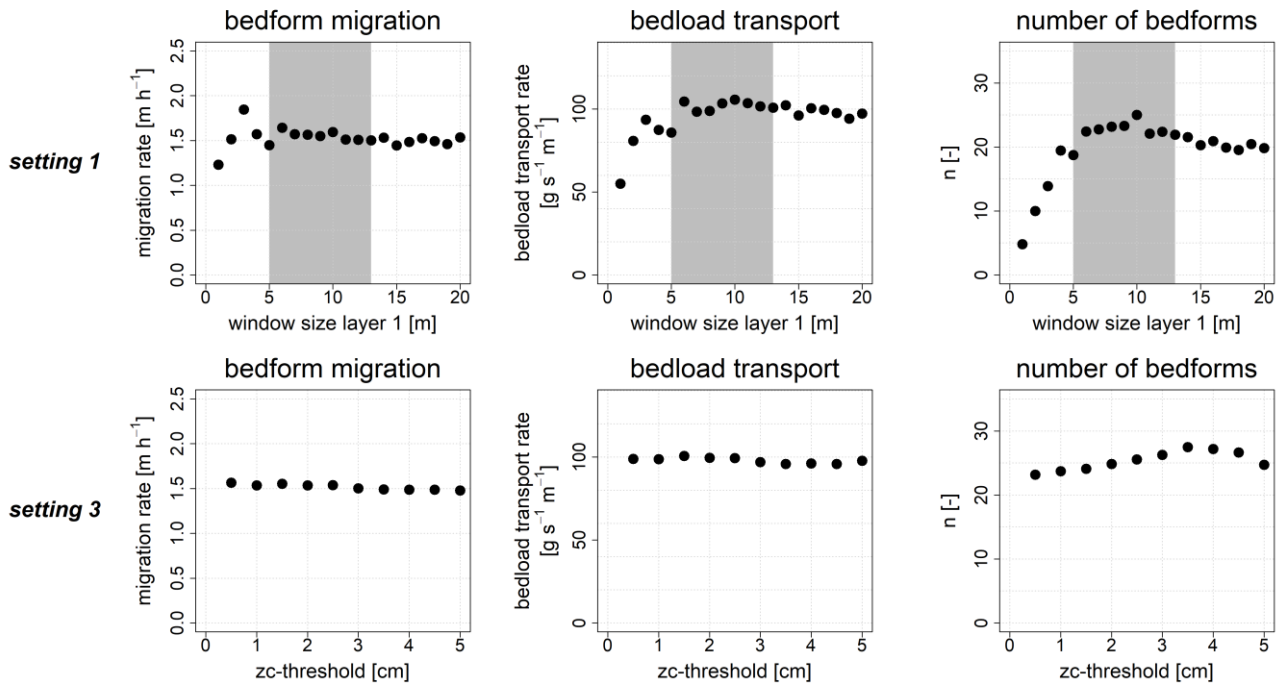 bedform migration
bedload transport
number of bedforms
setting 1
migration rate [m h⁻¹]
0.0 0.5 1.0 1.5 2.0 2.5
0 5 10 15 20
window size layer 1 [m]
bedload transport rate
[g s⁻¹ m⁻¹]
0 50 100
0 5 10 15 20
window size layer 1 [m]
n [-]
0 10 20 30
0 5 10 15 20
window size layer 1 [m]
bedform migration
bedload transport
number of bedforms
setting 3
migration rate [m h⁻¹]
0.0 0.5 1.0 1.5 2.0 2.5
0 1 2 3 4 5
zc-threshold [cm]
bedload transport rate
[g s⁻¹ m⁻¹]
0 50 100
0 1 2 3 4 5
zc-threshold [cm]
n [-]
0 10 20 30
0 1 2 3 4 5
zc-threshold [cm]